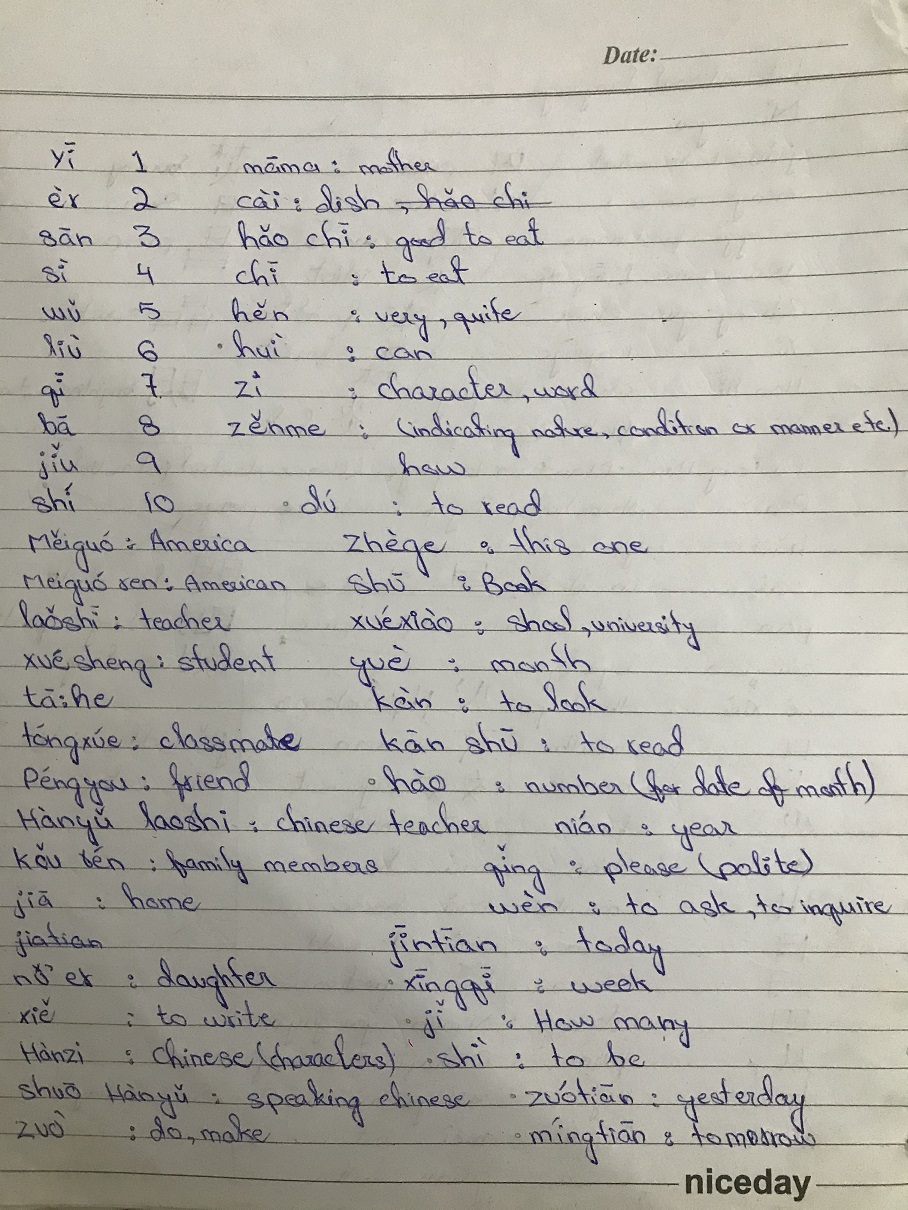 Date:
yī 1 māma : mother
èr 2 cài : dish , hǎo chi
sān 3 hǎo chī : good to eat
sì 4 chī : to eat
wǔ 5 hěn : very, quite
liù 6 · huì : can
qī 7 zì : character, word
bā 8 zěnme : (indicating nature, condition or manner etc.)
jiǔ 9 how
shí 10 · dú : to read
Měiguó : America zhège : this one
Meiguó ren : American shū : Book
laǒshī : teacher xuéxiào : shool, university
xuésheng : student yuè : month
tā : he kàn : to look
tóngxúe : classmate kàn shū : to read
Péngyou : friend · hào : number (for date of month)
Hànyǔ laoshi : chinese teacher nián : year
kǒu rén : family members qǐng : please (polite)
jiā : home wèn : to ask, to inquire
jiatian jīntīan : today
nǚ'er : daughter · xīngqī : week
xiě : to write · jǐ : How many
Hànzi : chinese (characters) · shì : to be
shuō Hànyǔ : speaking chinese · zuótiān : yesterday
zuò : do, make · míngtiān : tomorrow
niceday